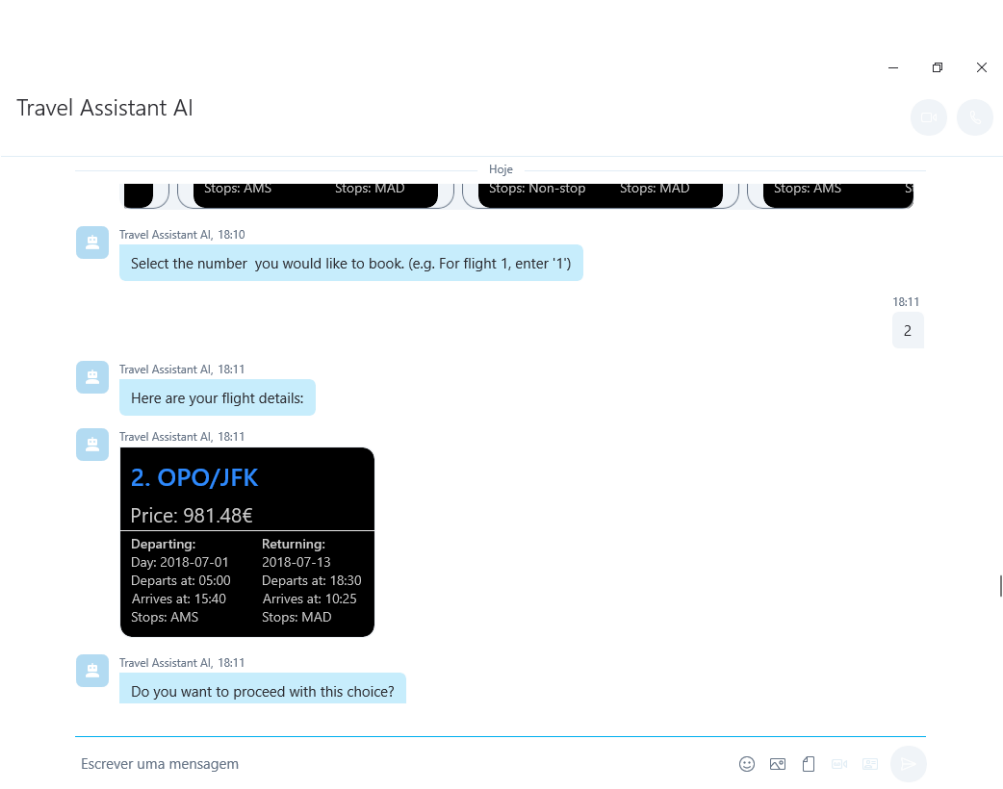 Travel Assistant AI
Hoje
Stops: AMS Stops: MAD Stops: Non-stop Stops: MAD Stops: AMS
Travel Assistant AI, 18:10
Select the number  you would like to book. (e.g. For flight 1, enter '1')
18:11
2
Travel Assistant AI, 18:11
Here are your flight details:
Travel Assistant AI, 18:11
2. OPO/JFK
Price: 981.48€
Departing: Returning:
Day: 2018-07-01 2018-07-13
Departs at: 05:00 Departs at: 18:30
Arrives at: 15:40 Arrives at: 10:25
Stops: AMS Stops: MAD
Travel Assistant AI, 18:11
Do you want to proceed with this choice?
Escrever uma mensagem